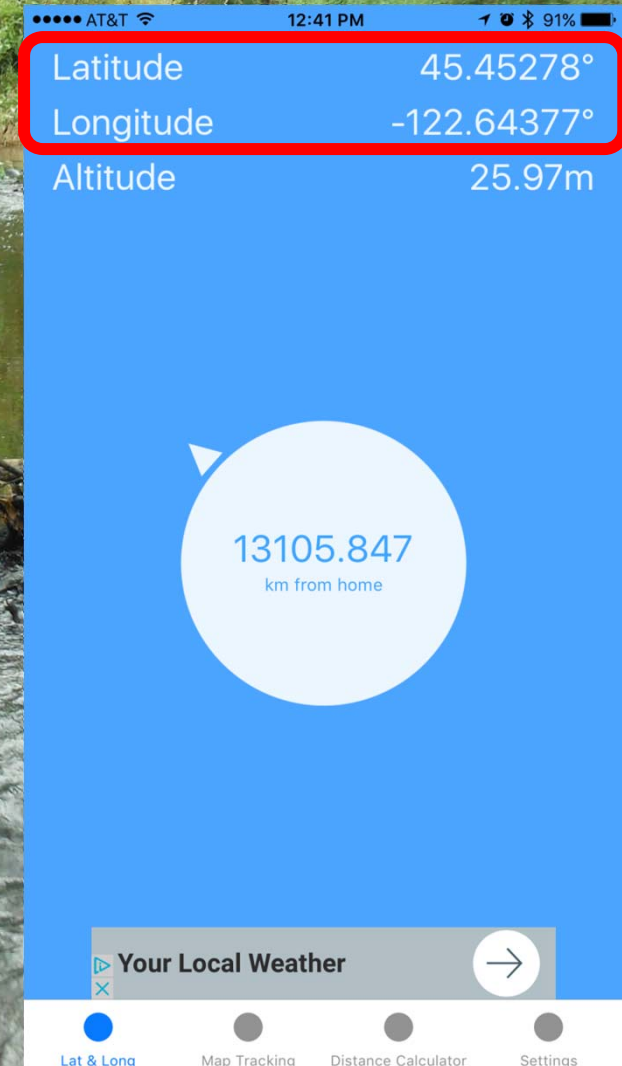 AT&T 12:41 PM 91%
Latitude 45.45278°
Longitude -122.64377°
Altitude 25.97m
13105.847
km from home
Your Local Weather
Lat & Long Map Tracking Distance Calculator Settings